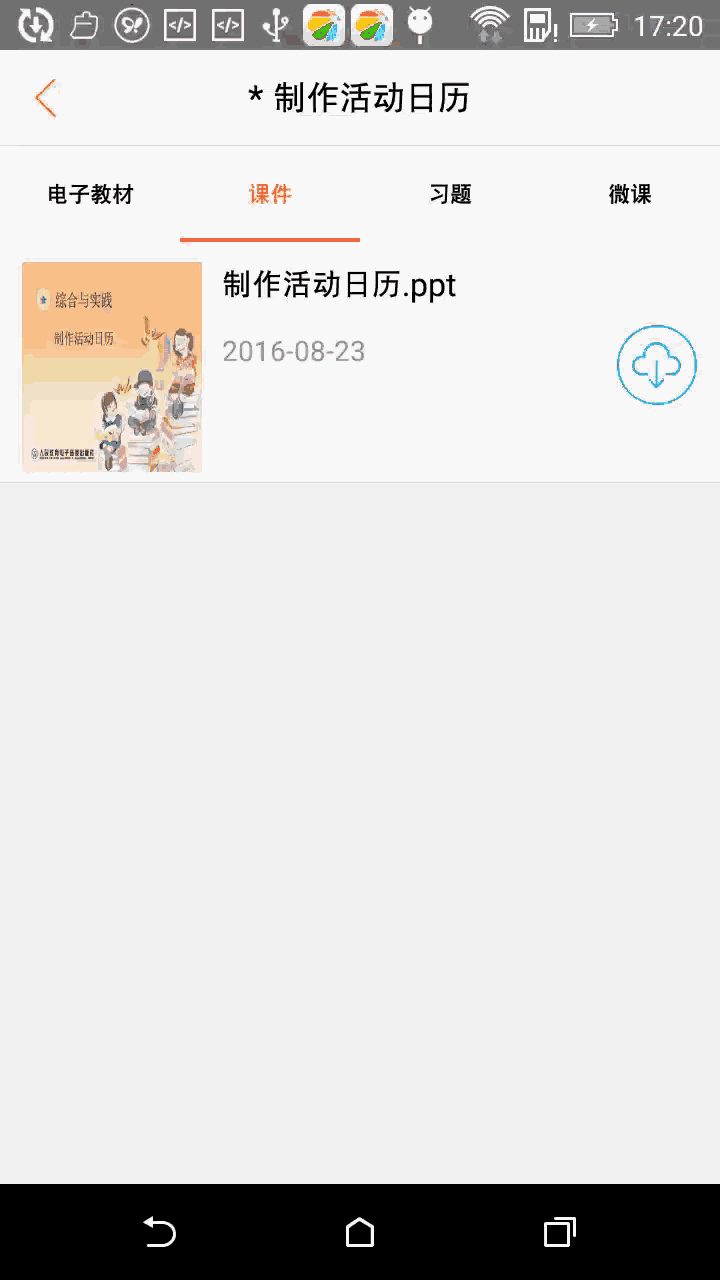 17:20
* 制作活动日历
电子教材
课件
习题
微课
综合与实践
制作活动日历
制作活动日历.ppt
2016-08-23